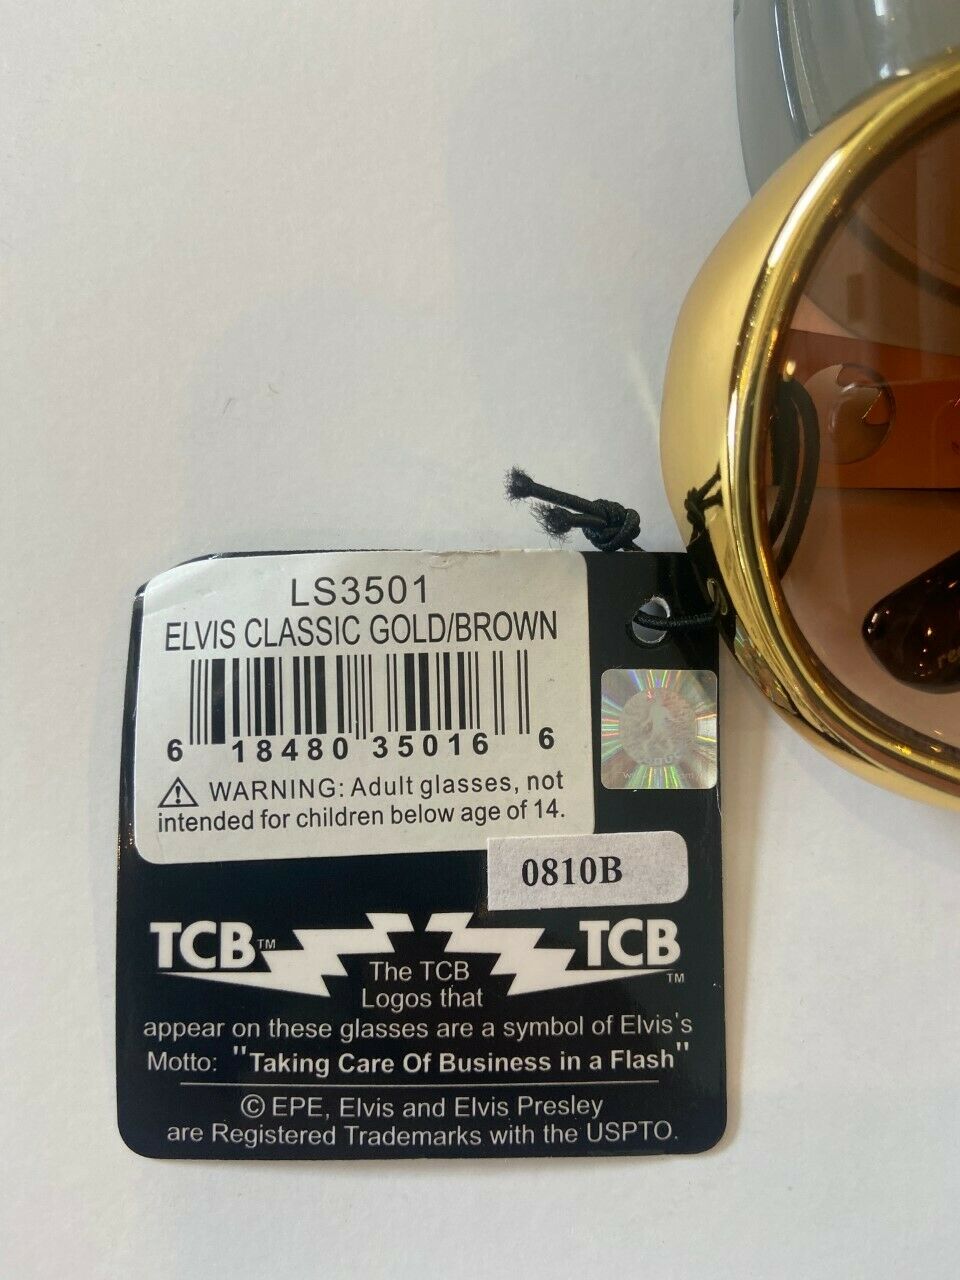 LS3501
ELVIS CLASSIC GOLD/BROWN
6 18480 35016 6
⚠ WARNING: Adult glasses, not
intended for children below age of 14.
0810B
TCB™ TCB™
The TCB
Logos that
appear on these glasses are a symbol of Elvis's
Motto: "Taking Care Of Business in a Flash"
© EPE, Elvis and Elvis Presley
are Registered Trademarks with the USPTO.